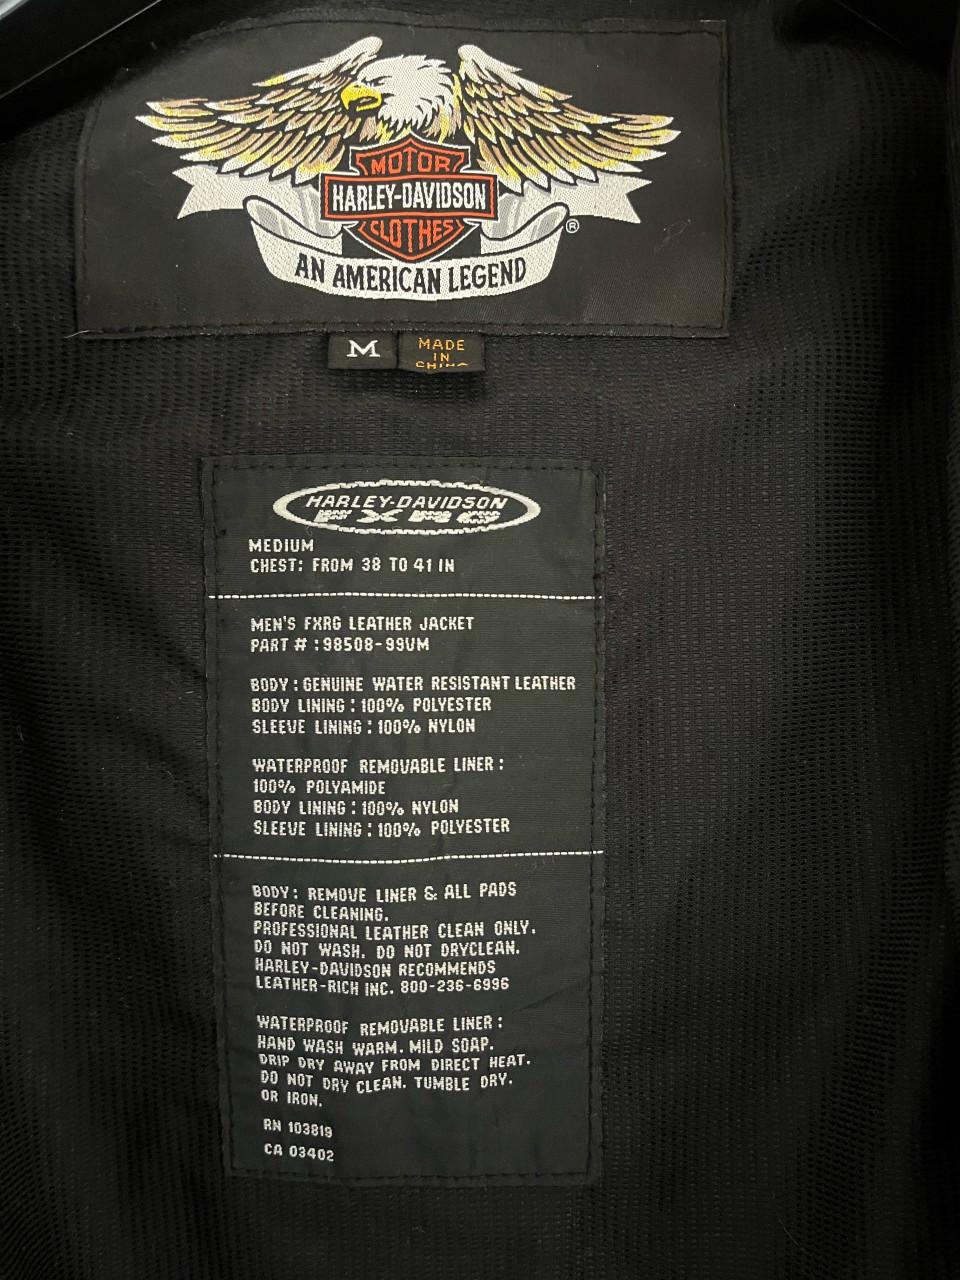 MOTOR
HARLEY-DAVIDSON
CLOTHES
®
AN AMERICAN LEGEND
M
MADE
IN
CHINA
HARLEY-DAVIDSON
FXRG
MEDIUM
CHEST: FROM 38 TO 41 IN
MEN'S FXRG LEATHER JACKET
PART # : 98508-99VM
BODY : GENUINE WATER RESISTANT LEATHER
BODY LINING : 100% POLYESTER
SLEEVE LINING : 100% NYLON
WATERPROOF REMOVABLE LINER :
100% POLYAMIDE
BODY LINING : 100% NYLON
SLEEVE LINING : 100% POLYESTER
BODY : REMOVE LINER & ALL PADS
BEFORE CLEANING.
PROFESSIONAL LEATHER CLEAN ONLY.
DO NOT WASH. DO NOT DRYCLEAN.
HARLEY-DAVIDSON RECOMMENDS
LEATHER-RICH INC. 800-236-6996
WATERPROOF REMOVABLE LINER :
HAND WASH WARM. MILD SOAP.
DRIP DRY AWAY FROM DIRECT HEAT.
DO NOT DRY CLEAN. TUMBLE DRY.
OR IRON.
RN 103819
CA 03402